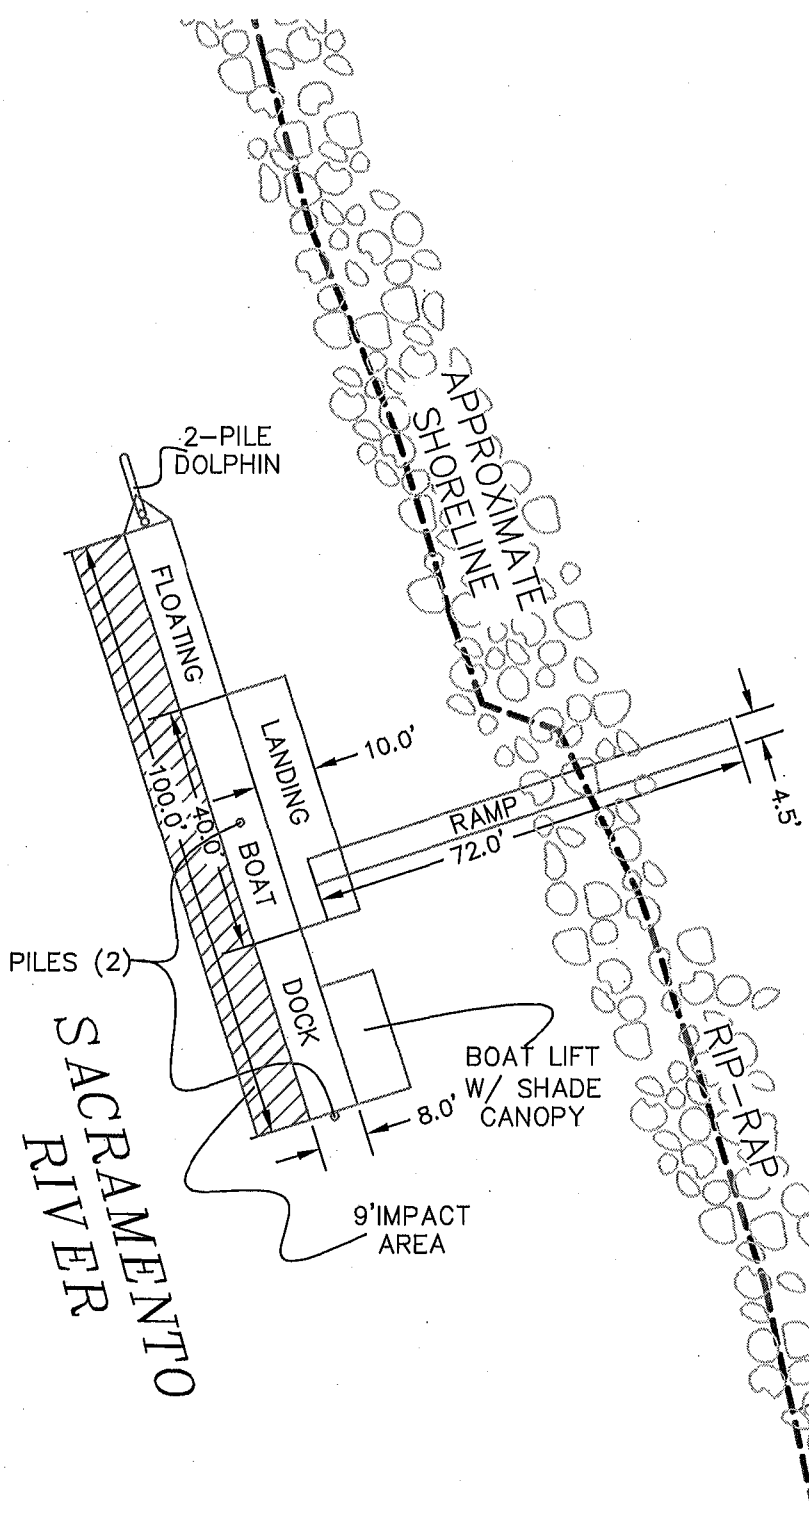 APPROXIMATE
SHORELINE
2-PILE
DOLPHIN
FLOATING
LANDING
10.0'
4.5'
RAMP
72.0'
100.0'
40.0'
BOAT
PILES (2)
DOCK
RIP-RAP
BOAT LIFT
W/ SHADE
CANOPY
8.0'
9'IMPACT
AREA
SACRAMENTO
RIVER